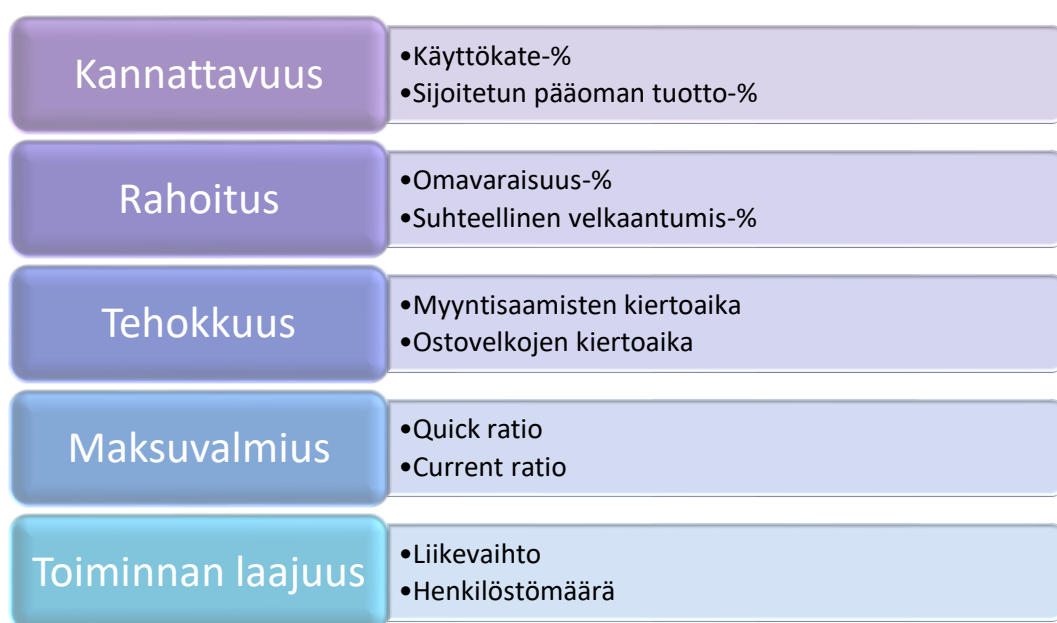 Kannattavuus
•Käyttökate-%
•Sijoitetun pääoman tuotto-%
Rahoitus
•Omavaraisuus-%
•Suhteellinen velkaantumis-%
Tehokkuus
•Myyntisaamisten kiertoaika
•Ostovelkojen kiertoaika
Maksuvalmius
•Quick ratio
•Current ratio
Toiminnan laajuus
•Liikevaihto
•Henkilöstömäärä